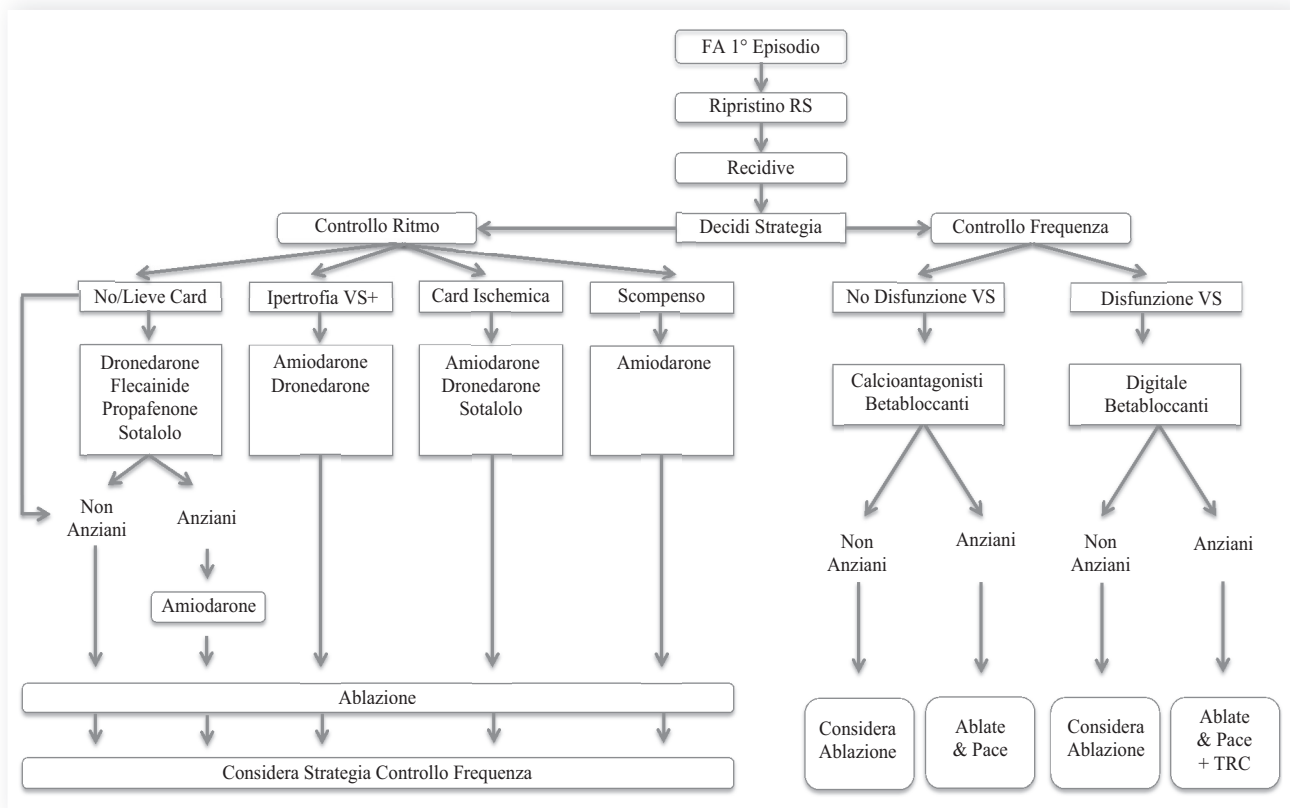 FA 1° Episodio
Ripristino RS
Recidive
Decidi Strategia
Controllo Ritmo
Controllo Frequenza
No/Lieve Card
Ipertrofia VS+
Card Ischemica
Scompenso
No Disfunzione VS
Disfunzione VS
Dronedarone
Flecainide
Propafenone
Sotalolo
Amiodarone
Dronedarone
Amiodarone
Dronedarone
Sotalolo
Amiodarone
Calcioantagonisti
Betabloccanti
Digitale
Betabloccanti
Non
Anziani
Anziani
Non
Anziani
Anziani
Non
Anziani
Anziani
Amiodarone
Ablazione
Considera Strategia Controllo Frequenza
Considera
Ablazione
Ablate
& Pace
Considera
Ablazione
Ablate
& Pace
+ TRC